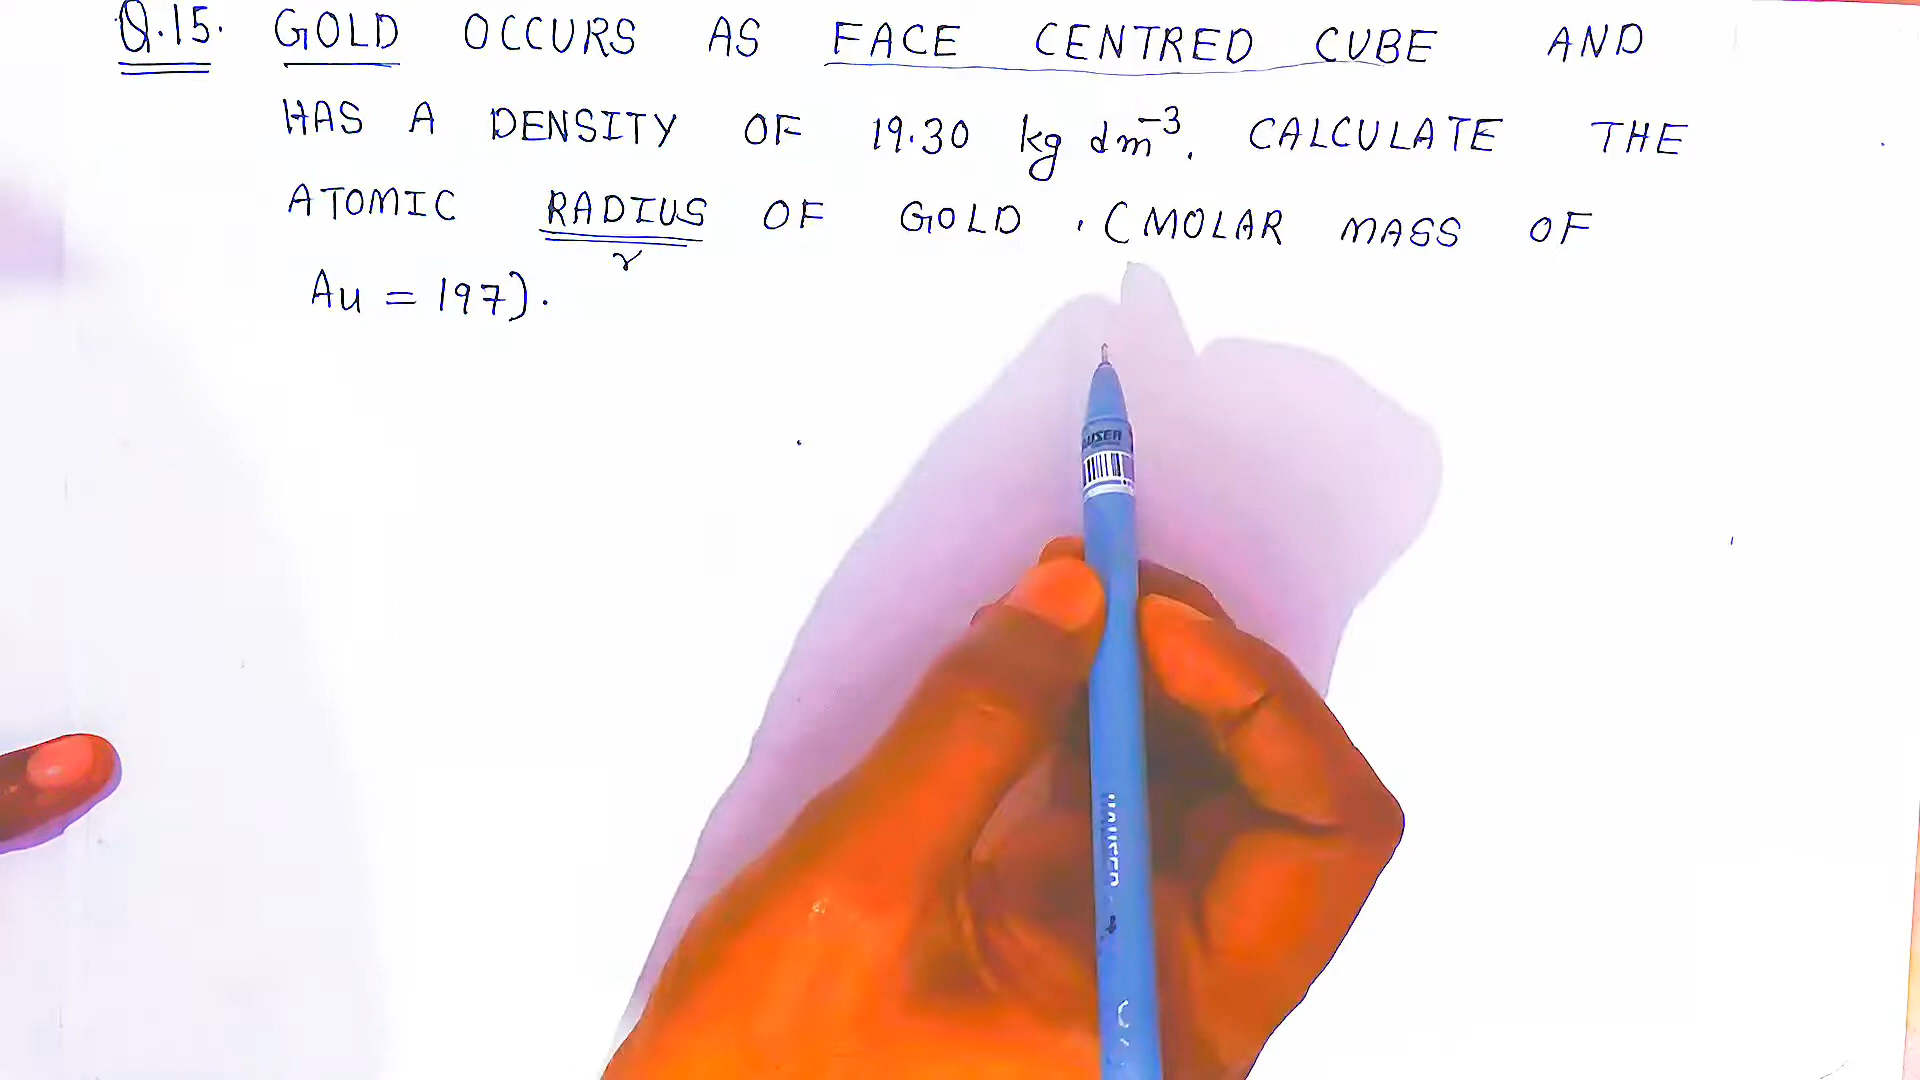 Q.15. GOLD OCCURS AS FACE CENTRED CUBE AND
HAS A DENSITY OF 19.30 kg dm⁻³. CALCULATE THE
ATOMIC RADIUS OF GOLD. (MOLAR MASS OF
r
Au = 197).
HAUSER